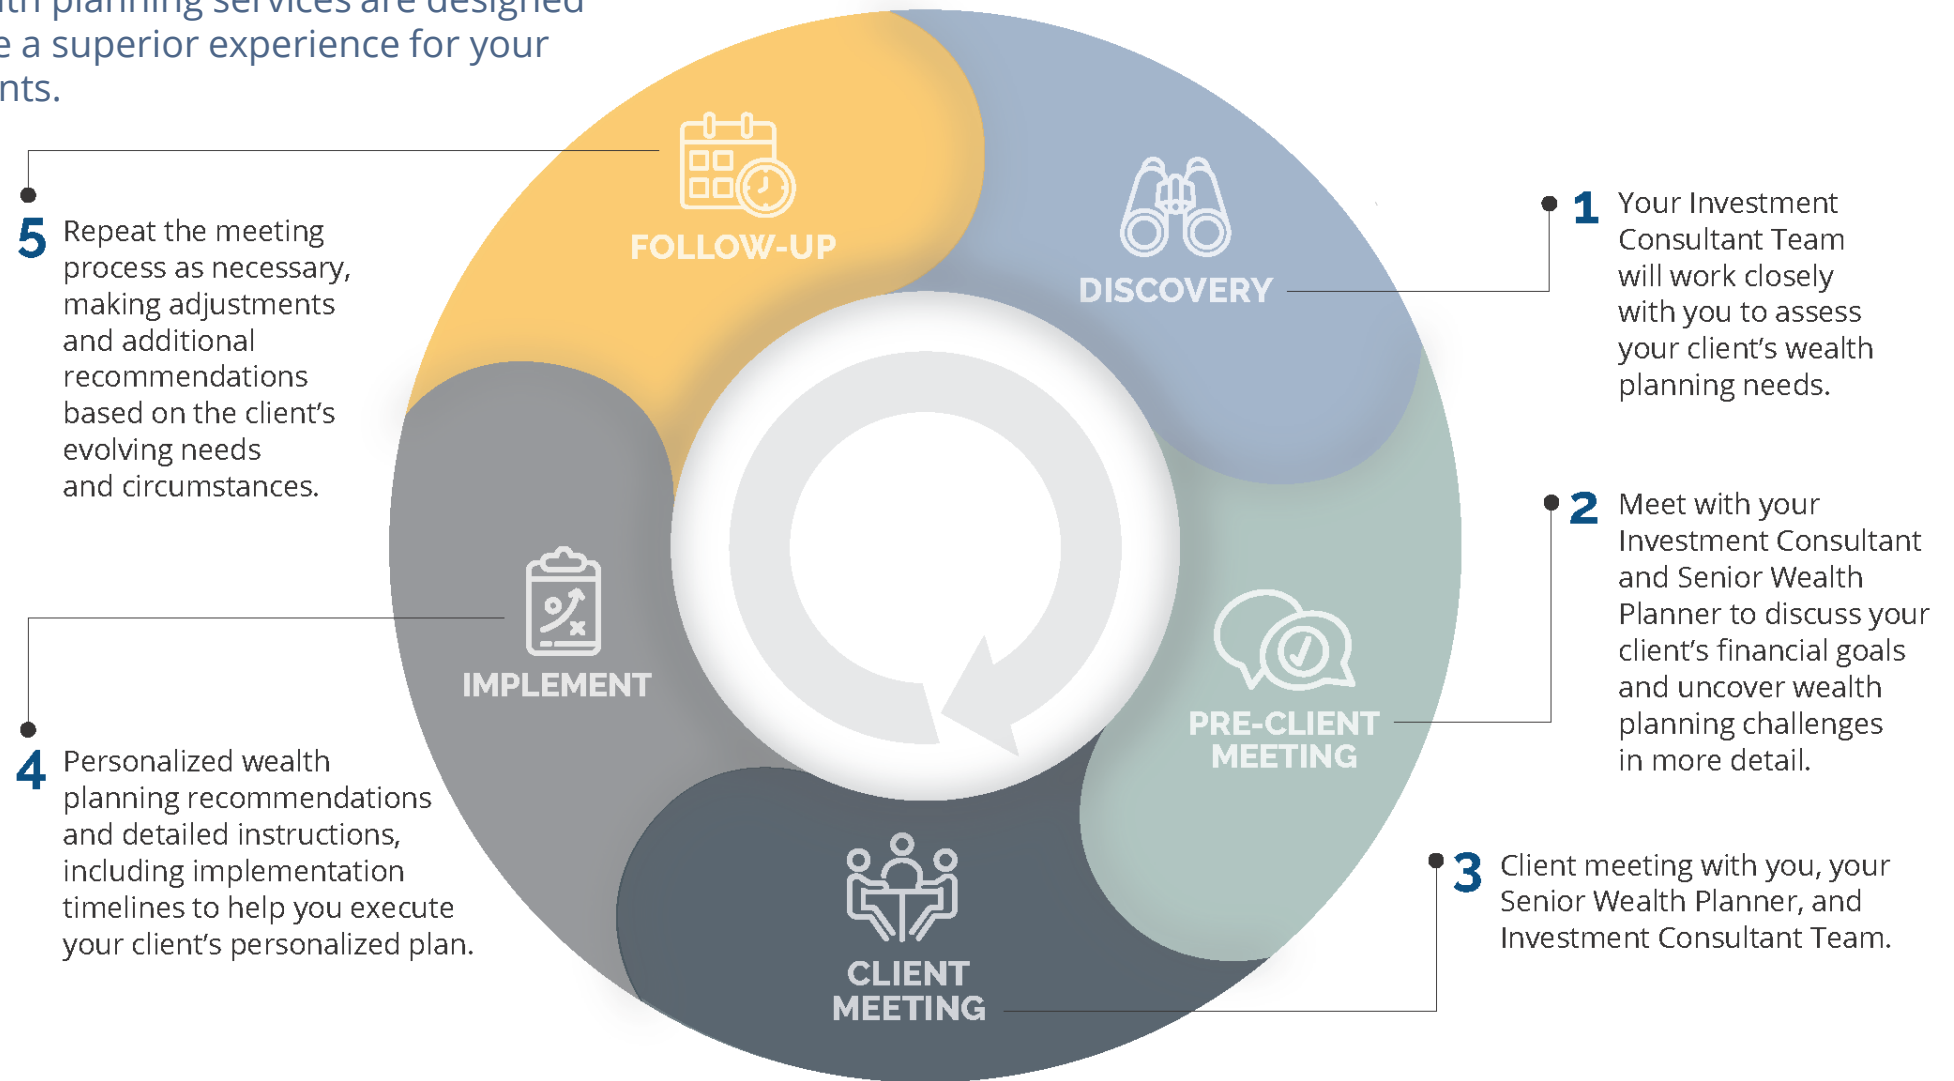 planning services are designed
a superior experience for your
FOLLOW-UP
DISCOVERY
1 Your Investment
Consultant Team
will work closely
with you to assess
your client's wealth
planning needs.
5 Repeat the meeting
process as necessary,
making adjustments
and additional
recommendations
based on the client's
evolving needs
and circumstances.
2 Meet with your
Investment Consultant
and Senior Wealth
Planner to discuss your
client's financial goals
and uncover wealth
planning challenges
in more detail.
IMPLEMENT
PRE-CLIENT
MEETING
4 Personalized wealth
planning recommendations
and detailed instructions,
including implementation
timelines to help you execute
your client's personalized plan.
3 Client meeting with you, your
Senior Wealth Planner, and
Investment Consultant Team.
CLIENT
MEETING